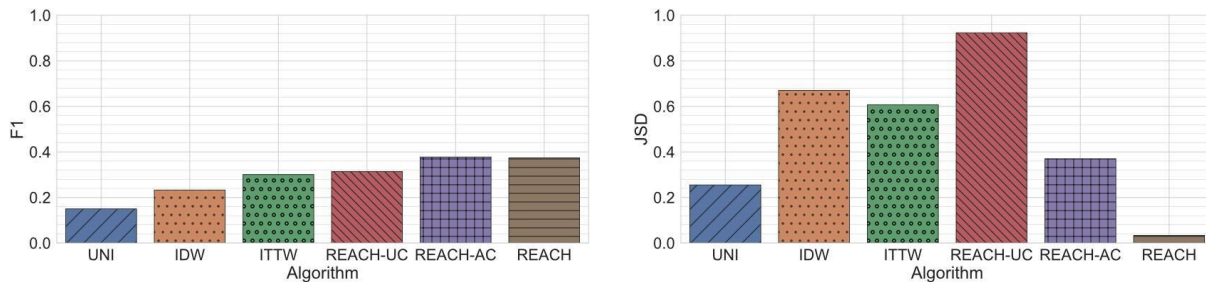 F1
1.0
0.8
0.6
0.4
0.2
0.0
UNI IDW ITTW REACH-UC REACH-AC REACH
Algorithm
JSD
1.0
0.8
0.6
0.4
0.2
0.0
UNI IDW ITTW REACH-UC REACH-AC REACH
Algorithm